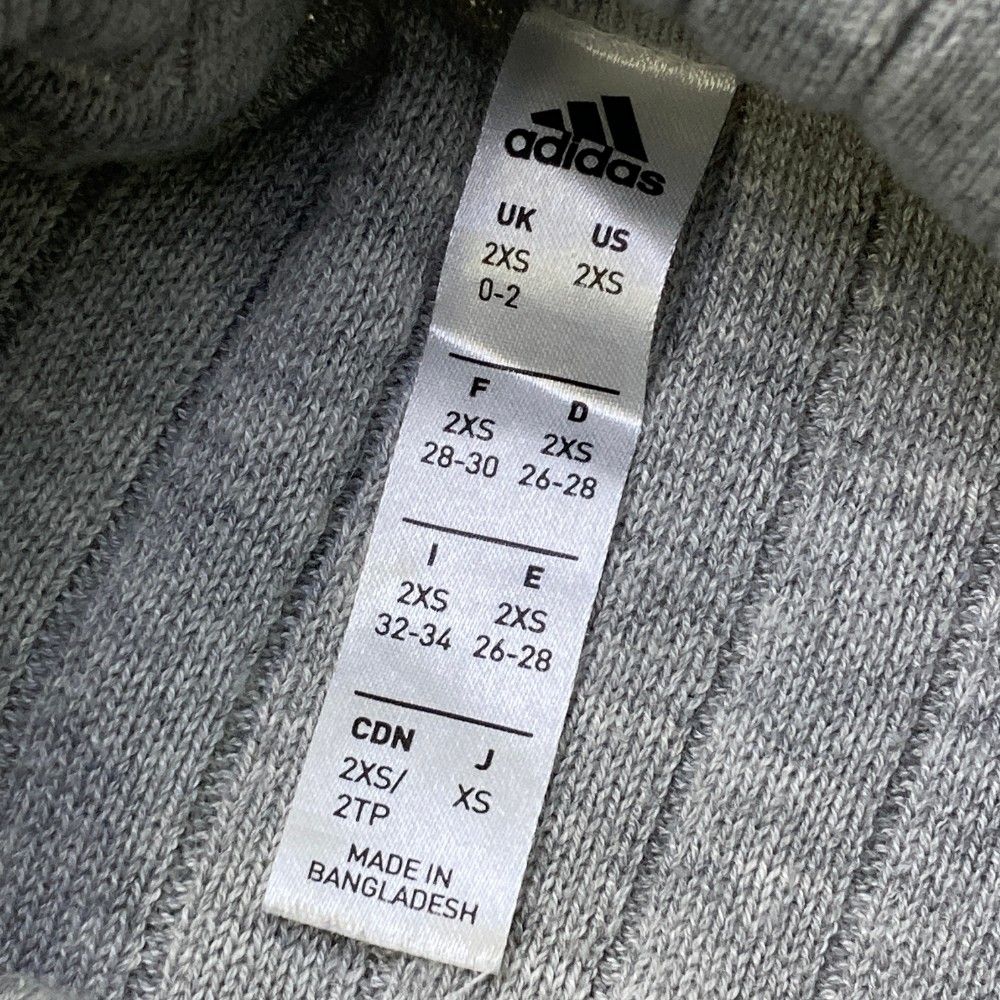 adidas
UK US
2XS 2XS
0-2
F D
2XS 2XS
28-30 26-28
I E
2XS 2XS
32-34 26-28
CDN J
2XS/ XS
2TP
MADE IN
BANGLADESH